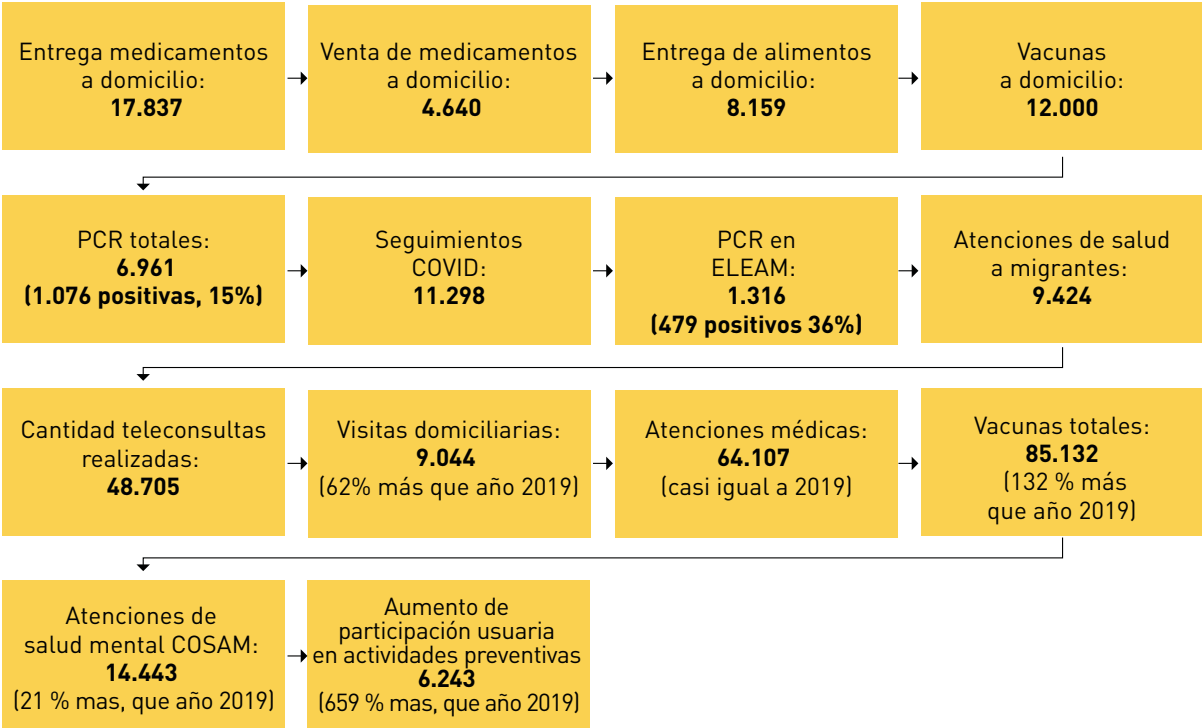 Entrega medicamentos
a domicilio:
17.837
Venta de medicamentos
a domicilio:
4.640
Entrega de alimentos
a domicilio:
8.159
Vacunas
a domicilio:
12.000
PCR totales:
6.961
(1.076 positivas, 15%)
Seguimientos
COVID:
11.298
PCR en
ELEAM:
1.316
(479 positivos 36%)
Atenciones de salud
a migrantes:
9.424
Cantidad teleconsultas
realizadas:
48.705
Visitas domiciliarias:
9.044
(62% más que año 2019)
Atenciones médicas:
64.107
(casi igual a 2019)
Vacunas totales:
85.132
(132 % más
que año 2019)
Atenciones de
salud mental COSAM:
14.443
(21 % mas, que año 2019)
Aumento de
participación usuaria
en actividades preventivas
6.243
(659 % mas, que año 2019)